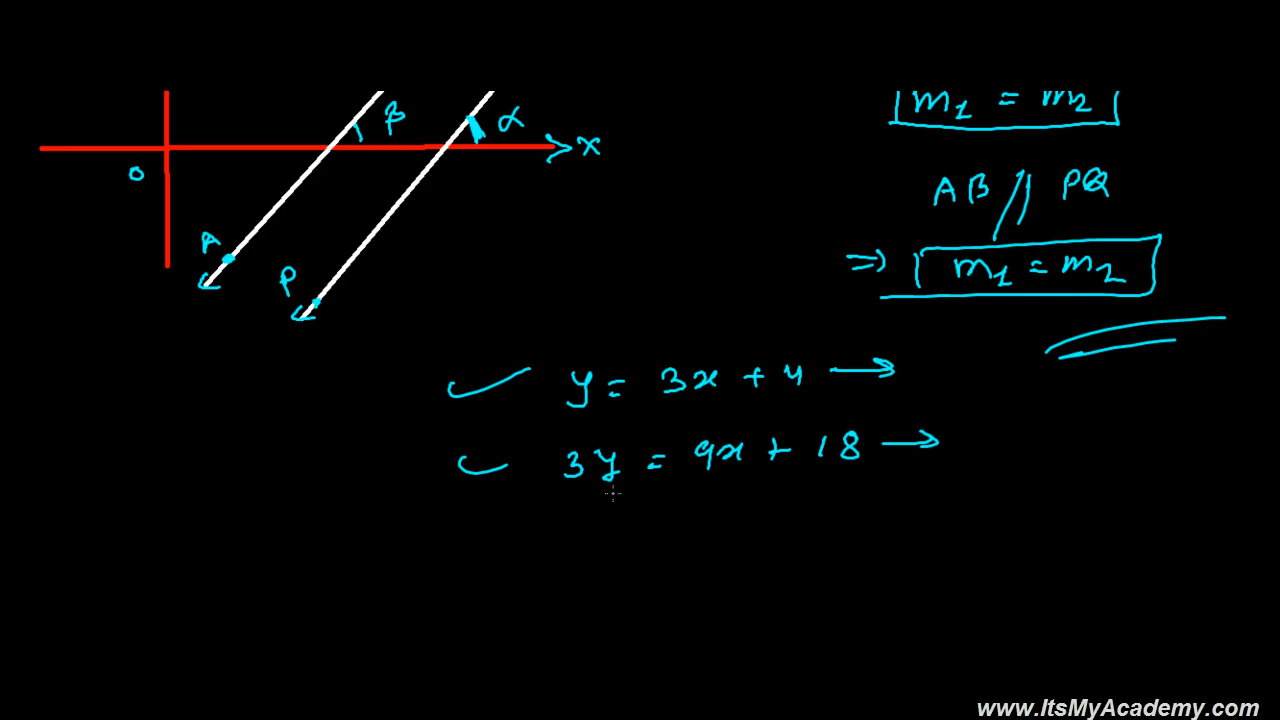 β
α
x
O
A
P
m1 = m2
AB // PQ
⇒ m1 = m2
✓ y = 3x + 4 →
✓ 3y = 9x + 18 →
www.ItsMyAcademy.com